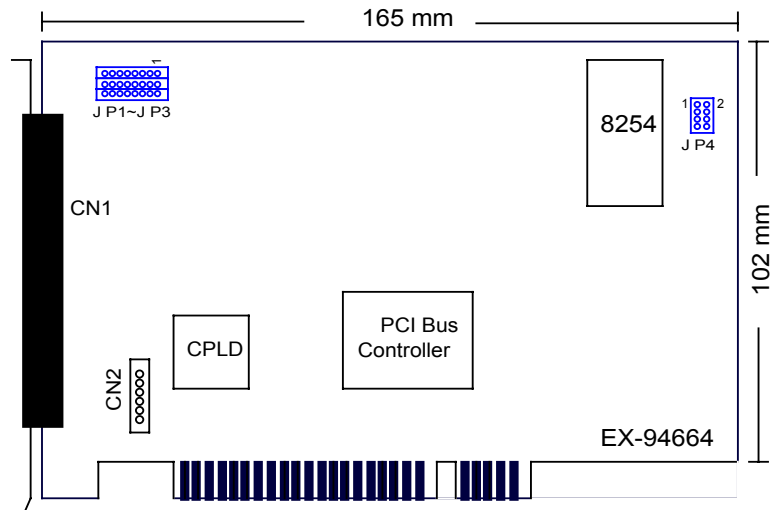 165 mm
1
J P1~J P3
8254
1 2
J P4
CN1
102 mm
PCI Bus
Controller
CPLD
CN2
EX-94664